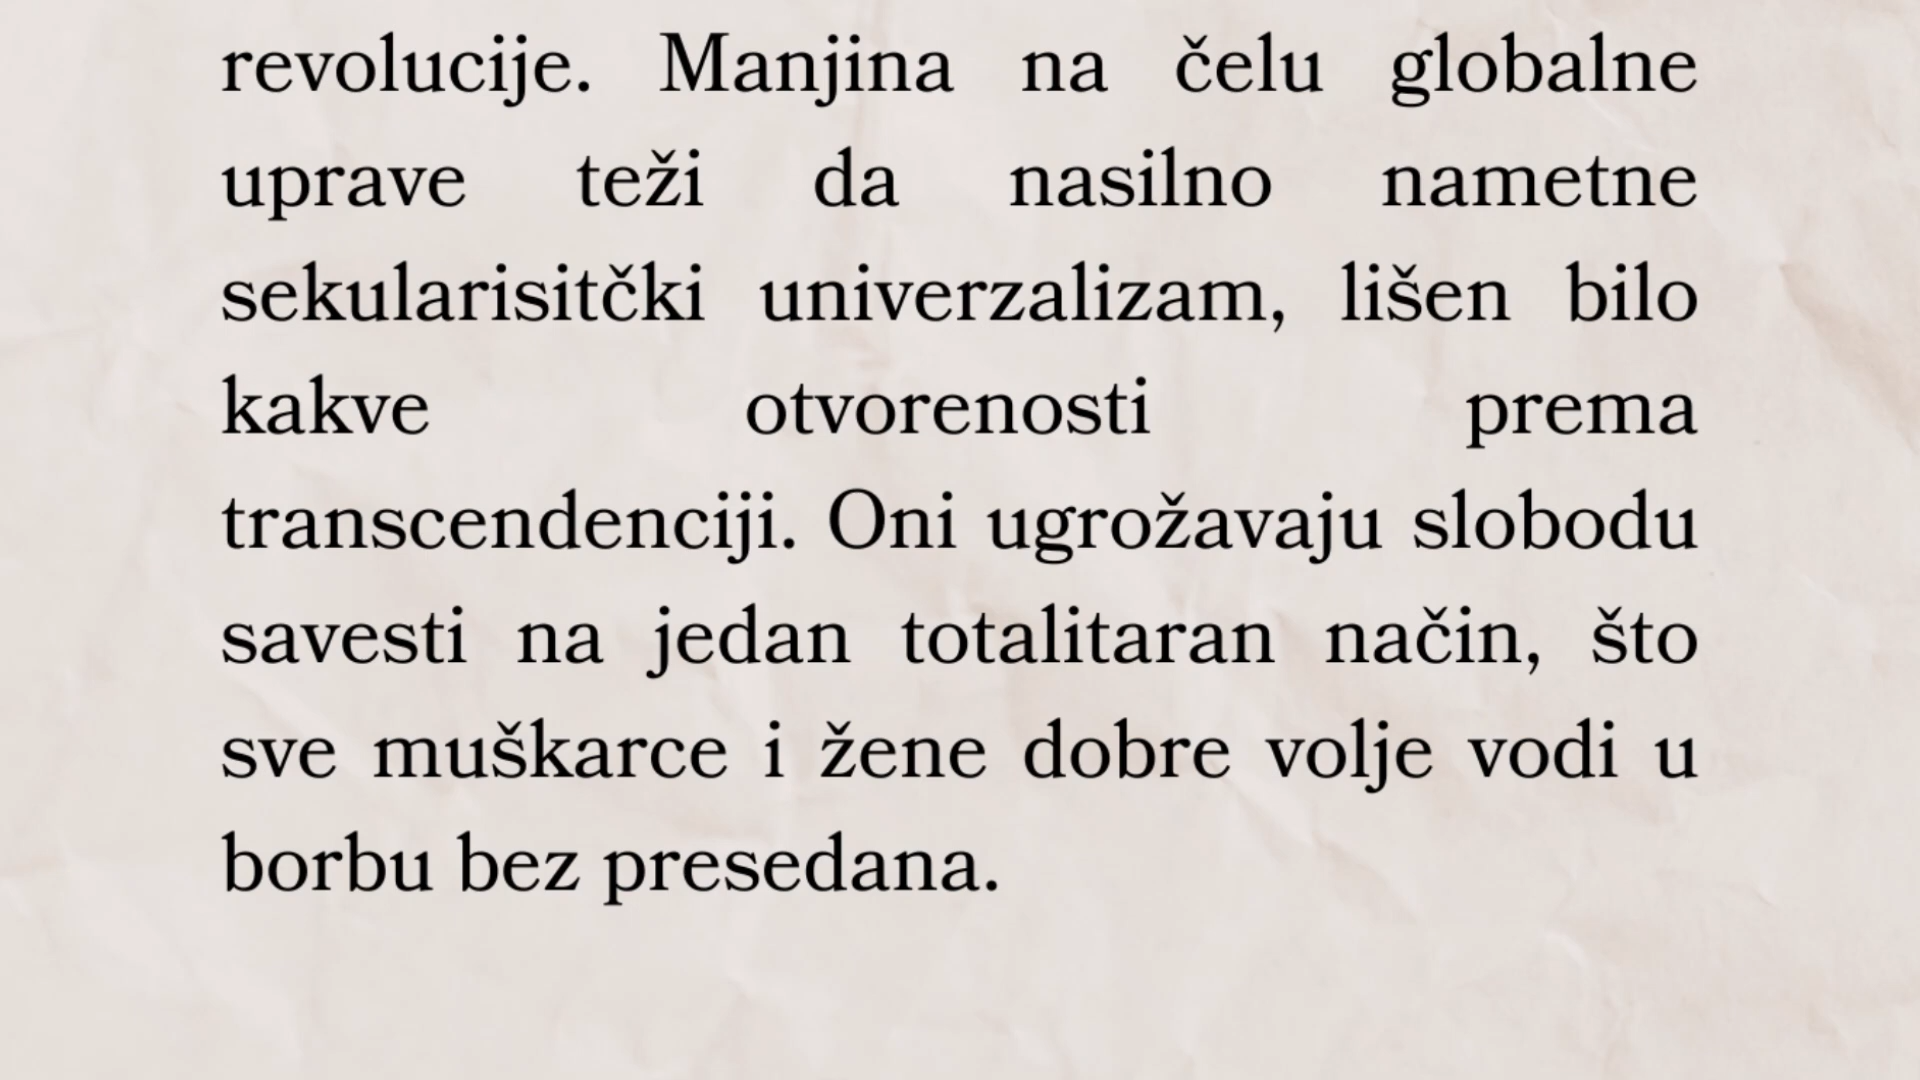 revolucije. Manjina na čelu globalne
uprave teži da nasilno nametne
sekularisitčki univerzalizam, lišen bilo
kakve otvorenosti prema
transcendenciji. Oni ugrožavaju slobodu
savesti na jedan totalitaran način, što
sve muškarce i žene dobre volje vodi u
borbu bez presedana.